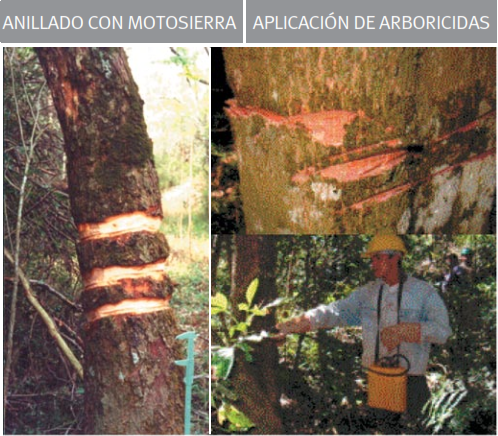 ANILLADO CON MOTOSIERRA
APLICACIÓN DE ARBORICIDAS